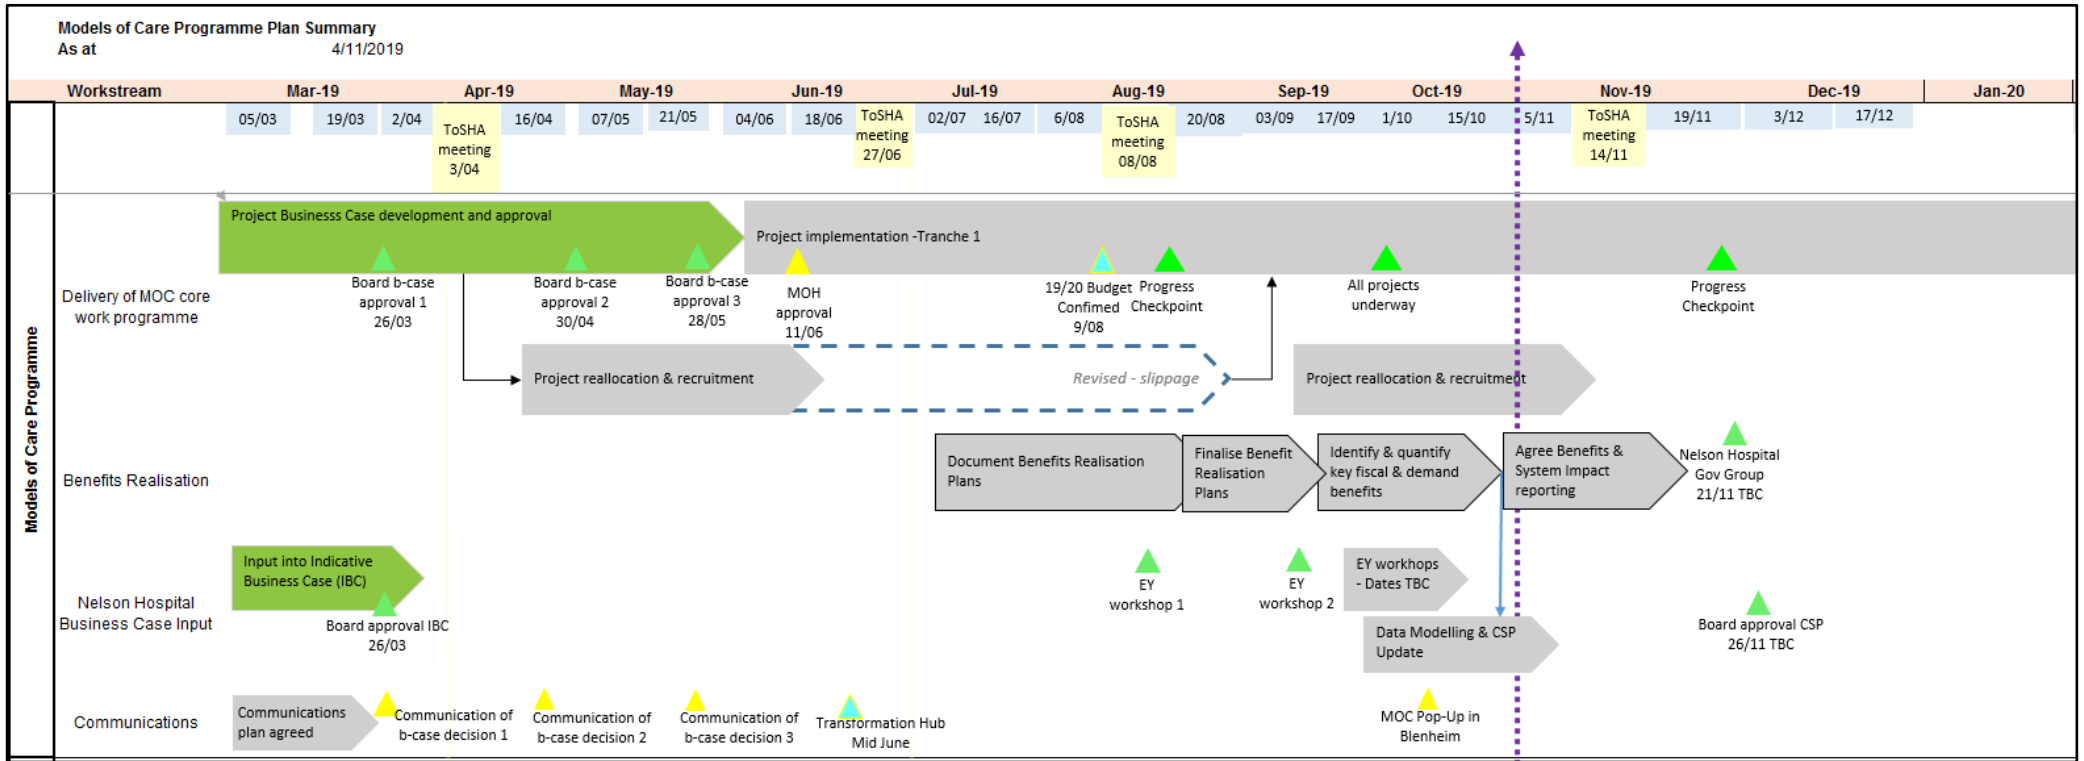 Models of Care Programme Plan Summary
As at 4/11/2019
Workstream Mar-19 Apr-19 May-19 Jun-19 Jul-19 Aug-19 Sep-19 Oct-19 Nov-19 Dec-19 Jan-20
05/03 19/03 2/04 16/04 07/05 21/05 04/06 18/06 02/07 16/07 6/08 20/08 03/09 17/09 1/10 15/10 5/11 19/11 3/12 17/12
ToSHA
meeting
3/04
ToSHA
meeting
27/06
ToSHA
meeting
08/08
ToSHA
meeting
14/11
Models of Care Programme
Delivery of MOC core
work programme
Project Businesss Case development and approval
Project implementation -Tranche 1
Board b-case
approval 1
26/03
Board b-case
approval 2
30/04
Board b-case
approval 3
28/05
MOH
approval
11/06
19/20 Budget
Confimed
9/08
Progress
Checkpoint
All projects
underway
Progress
Checkpoint
Project reallocation & recruitment
Revised - slippage
Project reallocation & recruitment
Benefits Realisation
Document Benefits Realisation
Plans
Finalise Benefit
Realisation
Plans
Identify & quantify
key fiscal & demand
benefits
Agree Benefits &
System Impact
reporting
Nelson Hospital
Gov Group
21/11 TBC
Nelson Hospital
Business Case Input
Input into Indicative
Business Case (IBC)
Board approval IBC
26/03
EY
workshop 1
EY
workshop 2
EY workhops
- Dates TBC
Data Modelling & CSP
Update
Board approval CSP
26/11 TBC
Communications
Communications
plan agreed
Communication of
b-case decision 1
Communication of
b-case decision 2
Communication of
b-case decision 3
Transformation Hub
Mid June
MOC Pop-Up in
Blenheim